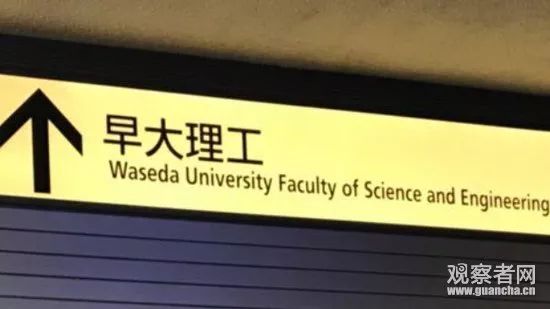 早大理工
Waseda University Faculty of Science and Engineering
观察者网
www.guancha.cn